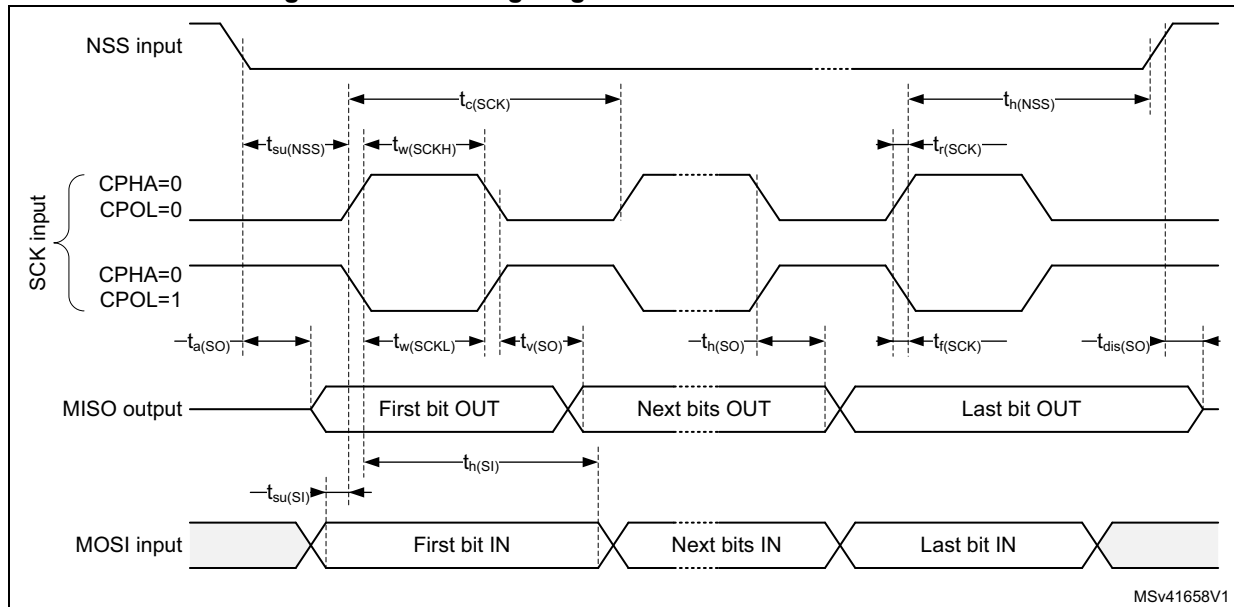 NSS input
tc(SCK)
th(NSS)
tsu(NSS)
tw(SCKH)
tr(SCK)
SCK input
CPHA=0
CPOL=0
CPHA=0
CPOL=1
ta(SO)
tw(SCKL)
tv(SO)
th(SO)
tf(SCK)
tdis(SO)
MISO output
First bit OUT
Next bits OUT
Last bit OUT
th(SI)
tsu(SI)
MOSI input
First bit IN
Next bits IN
Last bit IN
MSv41658V1